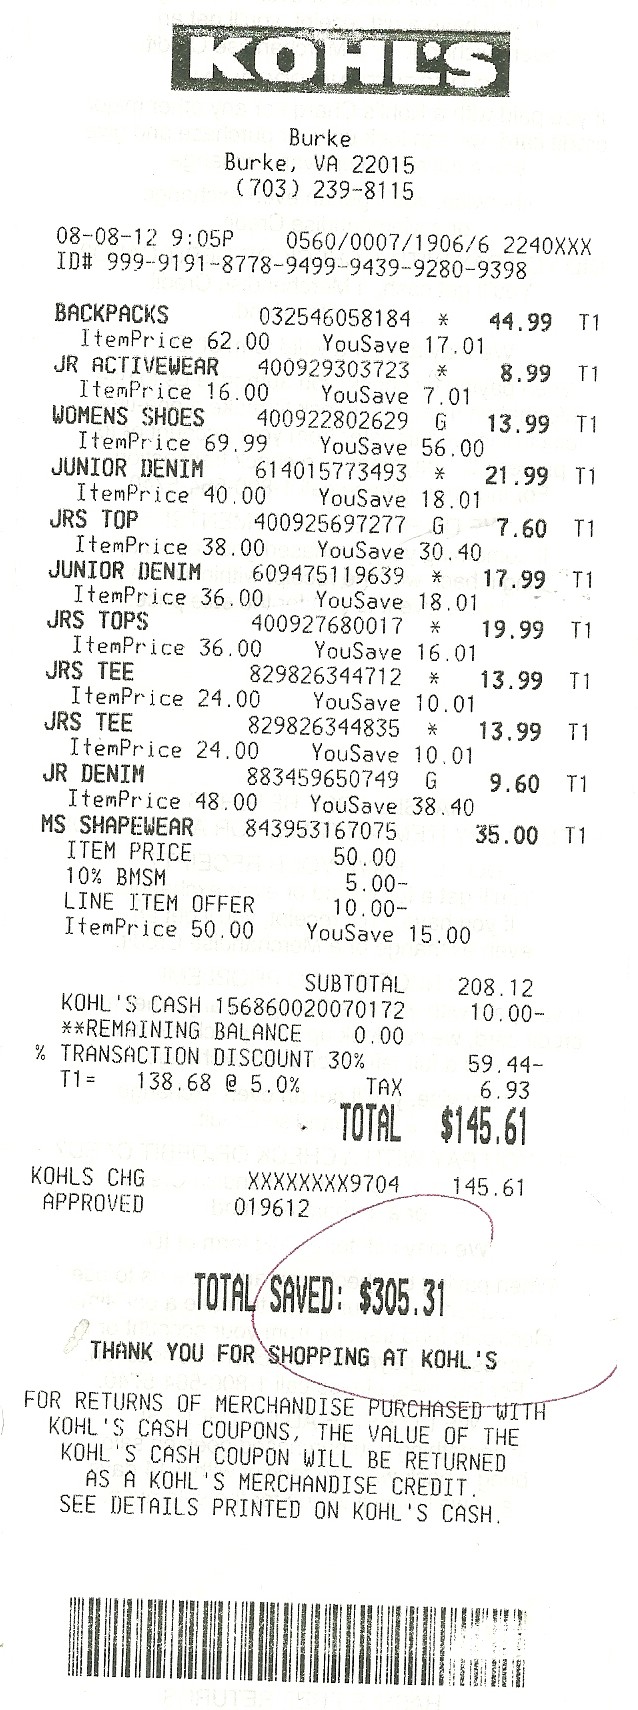 KOHL'S
Burke
Burke, VA 22015
(703) 239-8115
08-08-12 9:05P 0560/0007/1906/6 2240XXX
ID# 999-9191-8778-9499-9439-9280-9398
BACKPACKS 032546058184 * 44.99 T1
ItemPrice 62.00 YouSave 17.01
JR ACTIVEWEAR 400929303723 * 8.99 T1
ItemPrice 16.00 YouSave 7.01
WOMENS SHOES 400922802629 G 13.99 T1
ItemPrice 69.99 YouSave 56.00
JUNIOR DENIM 614015773493 * 21.99 T1
ItemPrice 40.00 YouSave 18.01
JRS TOP 400925697277 G 7.60 T1
ItemPrice 38.00 YouSave 30.40
JUNIOR DENIM 609475119639 * 17.99 T1
ItemPrice 36.00 YouSave 18.01
JRS TOPS 400927680017 * 19.99 T1
ItemPrice 36.00 YouSave 16.01
JRS TEE 829826344712 * 13.99 T1
ItemPrice 24.00 YouSave 10.01
JRS TEE 829826344835 * 13.99 T1
ItemPrice 24.00 YouSave 10.01
JR DENIM 883459650749 G 9.60 T1
ItemPrice 48.00 YouSave 38.40
MS SHAPEWEAR 843953167075 35.00 T1
ITEM PRICE 50.00
10% BMSM 5.00-
LINE ITEM OFFER 10.00-
ItemPrice 50.00 YouSave 15.00
SUBTOTAL 208.12
KOHL'S CASH 156860020070172 10.00-
**REMAINING BALANCE 0.00
% TRANSACTION DISCOUNT 30% 59.44-
T1= 138.68 @ 5.0% TAX 6.93
TOTAL $145.61
KOHLS CHG XXXXXXXX9704 145.61
APPROVED 019612
TOTAL SAVED: $305.31
THANK YOU FOR SHOPPING AT KOHL'S
FOR RETURNS OF MERCHANDISE PURCHASED WITH
KOHL'S CASH COUPONS, THE VALUE OF THE
KOHL'S CASH COUPON WILL BE RETURNED
AS A KOHL'S MERCHANDISE CREDIT.
SEE DETAILS PRINTED ON KOHL'S CASH.